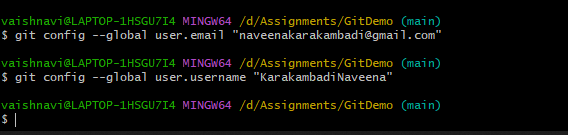 vaishnavi@LAPTOP-1HSGU7I4 MINGW64 /d/Assignments/GitDemo (main)
$ git config --global user.email "naveenakarakambadi@gmail.com"
vaishnavi@LAPTOP-1HSGU7I4 MINGW64 /d/Assignments/GitDemo (main)
$ git config --global user.username "KarakambadiNaveena"
vaishnavi@LAPTOP-1HSGU7I4 MINGW64 /d/Assignments/GitDemo (main)
$